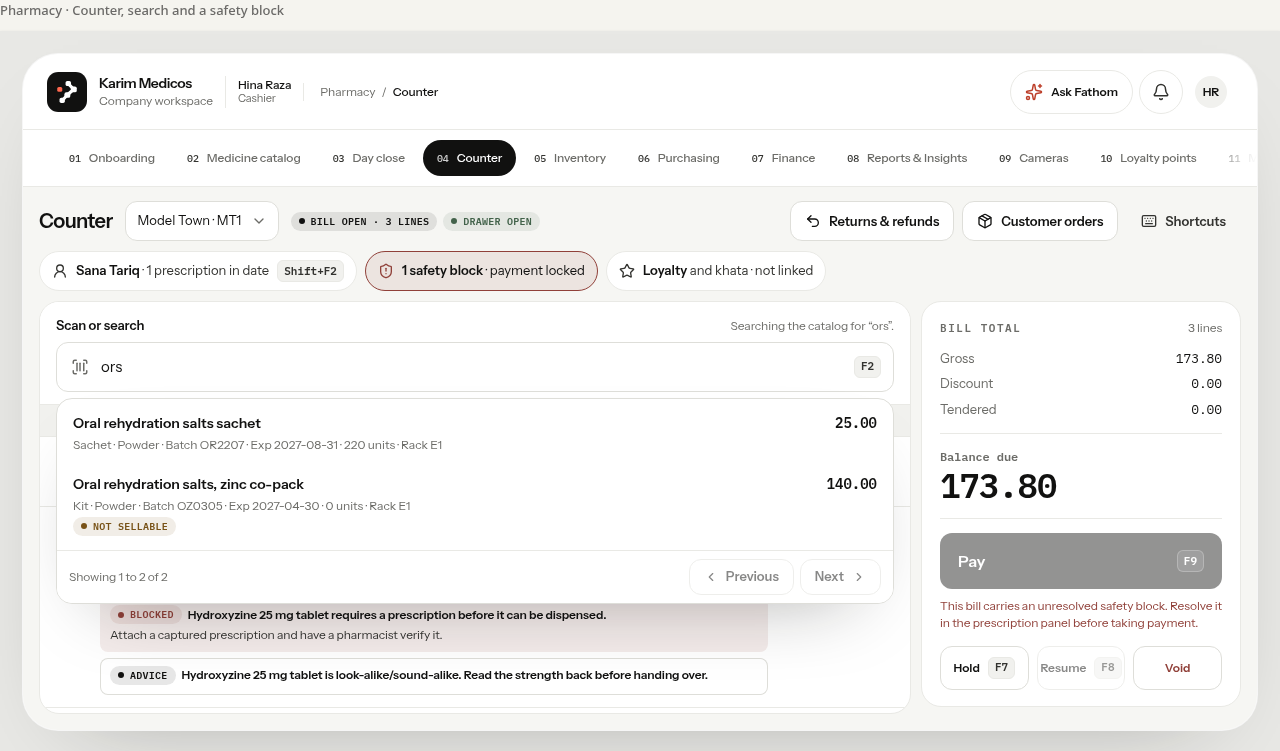 Pharmacy · Counter, search and a safety block
Karim Medicos
Company workspace
Hina Raza
Cashier
Pharmacy / Counter
Ask Fathom
HR
01 Onboarding 02 Medicine catalog 03 Day close 04 Counter 05 Inventory 06 Purchasing 07 Finance 08 Reports & Insights 09 Cameras 10 Loyalty points 11
Counter
Model Town · MT1
BILL OPEN · 3 LINES
DRAWER OPEN
Returns & refunds
Customer orders
Shortcuts
Sana Tariq · 1 prescription in date Shift+F2
1 safety block · payment locked
Loyalty and khata · not linked
Scan or search
Searching the catalog for “ors”.
ors F2
Oral rehydration salts sachet 25.00
Sachet · Powder · Batch OR2207 · Exp 2027-08-31 · 220 units · Rack E1
Oral rehydration salts, zinc co-pack 140.00
Kit · Powder · Batch OZ0305 · Exp 2027-04-30 · 0 units · Rack E1
NOT SELLABLE
Showing 1 to 2 of 2
Previous
Next
BLOCKED Hydroxyzine 25 mg tablet requires a prescription before it can be dispensed.
Attach a captured prescription and have a pharmacist verify it.
ADVICE Hydroxyzine 25 mg tablet is look-alike/sound-alike. Read the strength back before handing over.
BILL TOTAL 3 lines
Gross 173.80
Discount 0.00
Tendered 0.00
Balance due
173.80
Pay F9
This bill carries an unresolved safety block. Resolve it
in the prescription panel before taking payment.
Hold F7
Resume F8
Void